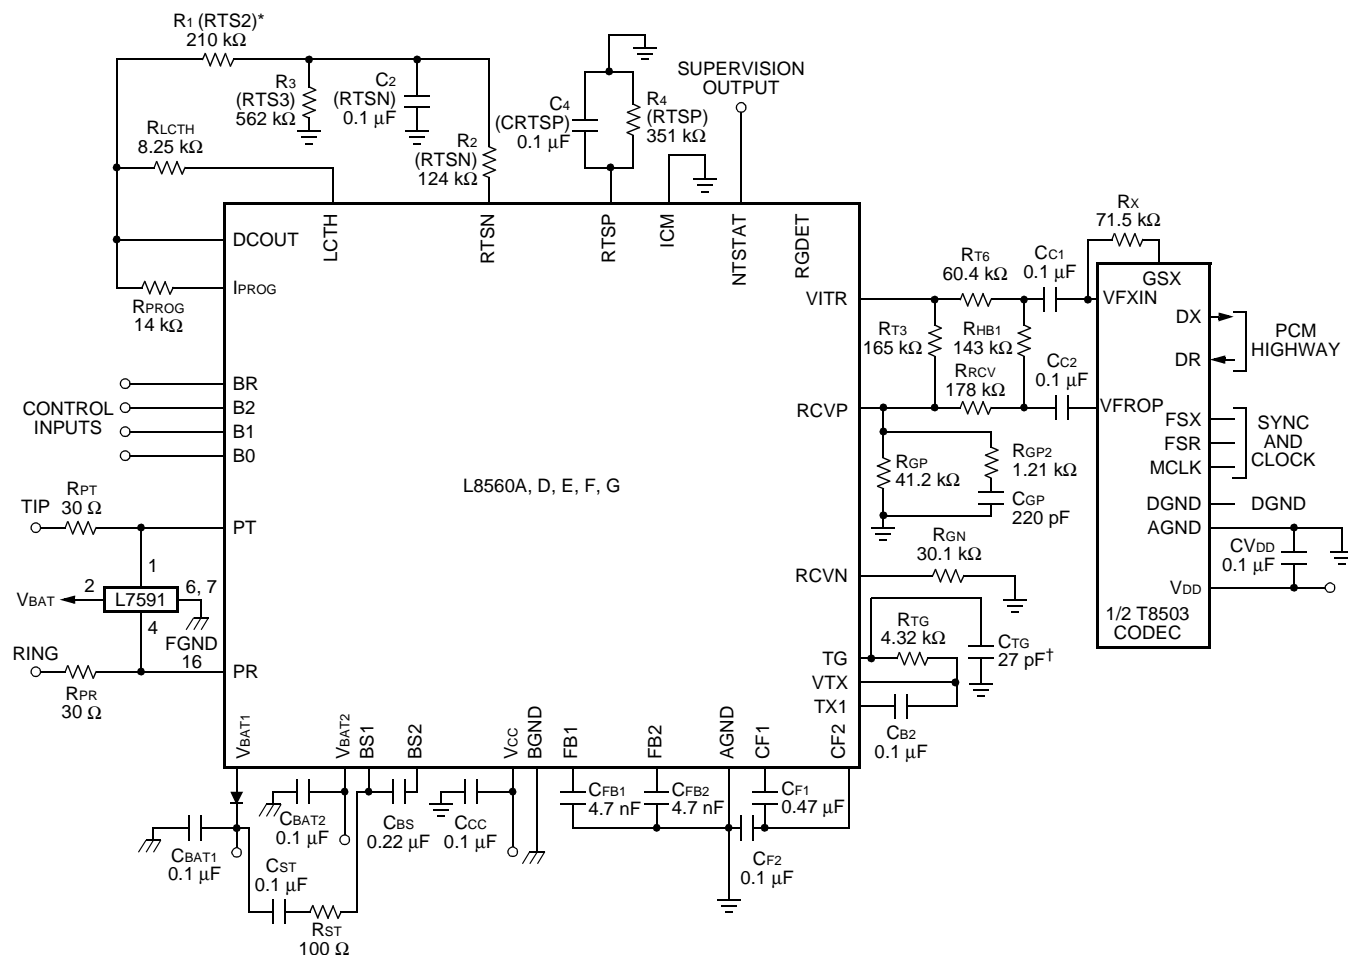 R1 (RTS2)*
210 kΩ
R3
(RTS3)
562 kΩ
C2
(RTSN)
0.1 µF
RLCTH
8.25 kΩ
R2
(RTSN)
124 kΩ
C4
(CRTSP)
0.1 µF
R4
(RTSP)
351 kΩ
SUPERVISION
OUTPUT
LCTH
RTSN
RTSP
ICM
NTSTAT
RGDET
DCOUT
IPROG
RPROG
14 kΩ
CONTROL
INPUTS
BR
B2
B1
B0
RPT
30 Ω
TIP
PT
1
2
VBAT
L7591
6, 7
4
FGND
16
RING
PR
RPR
30 Ω
L8560A, D, E, F, G
VITR
RCVP
RCVN
TG
VTX
TX1
RT6
60.4 kΩ
CC1
0.1 µF
RX
71.5 kΩ
RT3
165 kΩ
RHB1
143 kΩ
RRCV
178 kΩ
CC2
0.1 µF
RGP
41.2 kΩ
RGP2
1.21 kΩ
CGP
220 pF
RGN
30.1 kΩ
RTG
4.32 kΩ
CTG
27 pF†
CB2
0.1 µF
GSX
VFXIN
DX
DR
PCM
HIGHWAY
VFROP
FSX
FSR
MCLK
SYNC
AND
CLOCK
DGND
DGND
AGND
CVDD
0.1 µF
VDD
1/2 T8503
CODEC
VBAT1
VBAT2
BS1
BS2
VCC
BGND
FB1
FB2
AGND
CF1
CF2
CBAT1
0.1 µF
CBAT2
0.1 µF
CST
0.1 µF
RST
100 Ω
CBS
0.22 µF
CCC
0.1 µF
CFB1
4.7 nF
CFB2
4.7 nF
CF1
0.47 µF
CF2
0.1 µF